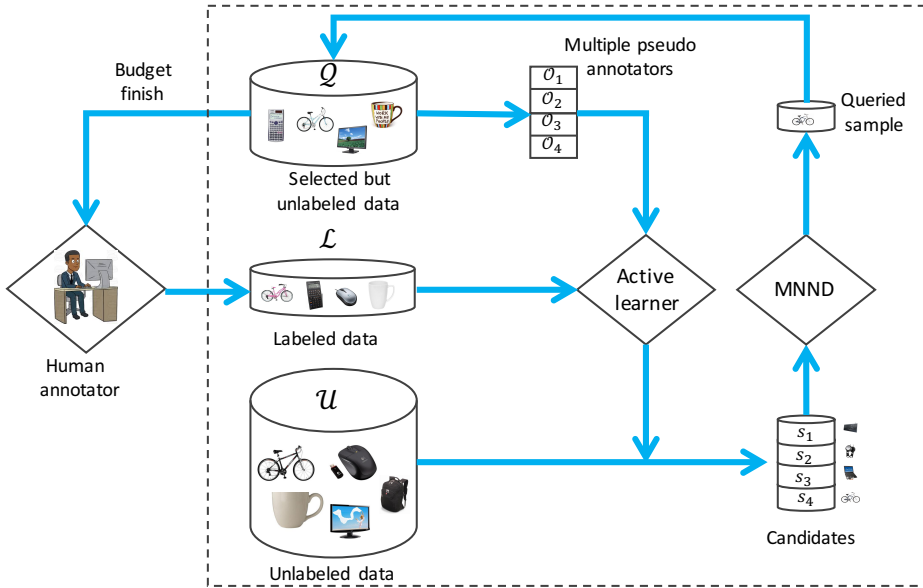 Budget
finish
𝒬
Selected but
unlabeled data
Multiple pseudo
annotators
𝒪₁
𝒪₂
𝒪₃
𝒪₄
Queried
sample
ℒ
Labeled data
Human
annotator
Active
learner
MNND
𝒰
Unlabeled data
s₁
s₂
s₃
s₄
Candidates